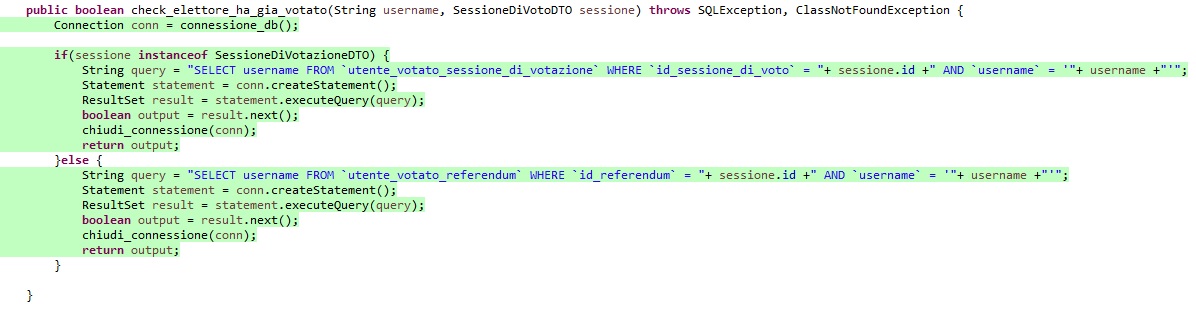 public boolean check_elettore_ha_gia_votato(String username, SessioneDiVotoDTO sessione) throws SQLException, ClassNotFoundException {
    Connection conn = connessione_db();

    if(sessione instanceof SessioneDiVotazioneDTO) {
        String query = "SELECT username FROM `utente_votato_sessione_di_votazione` WHERE `id_sessione_di_voto` = "+ sessione.id +" AND `username` = '"+ username +"'";
        Statement statement = conn.createStatement();
        ResultSet result = statement.executeQuery(query);
        boolean output = result.next();
        chiudi_connessione(conn);
        return output;
    }else {
        String query = "SELECT username FROM `utente_votato_referendum` WHERE `id_referendum` = "+ sessione.id +" AND `username` = '"+ username +"'";
        Statement statement = conn.createStatement();
        ResultSet result = statement.executeQuery(query);
        boolean output = result.next();
        chiudi_connessione(conn);
        return output;
    }

}